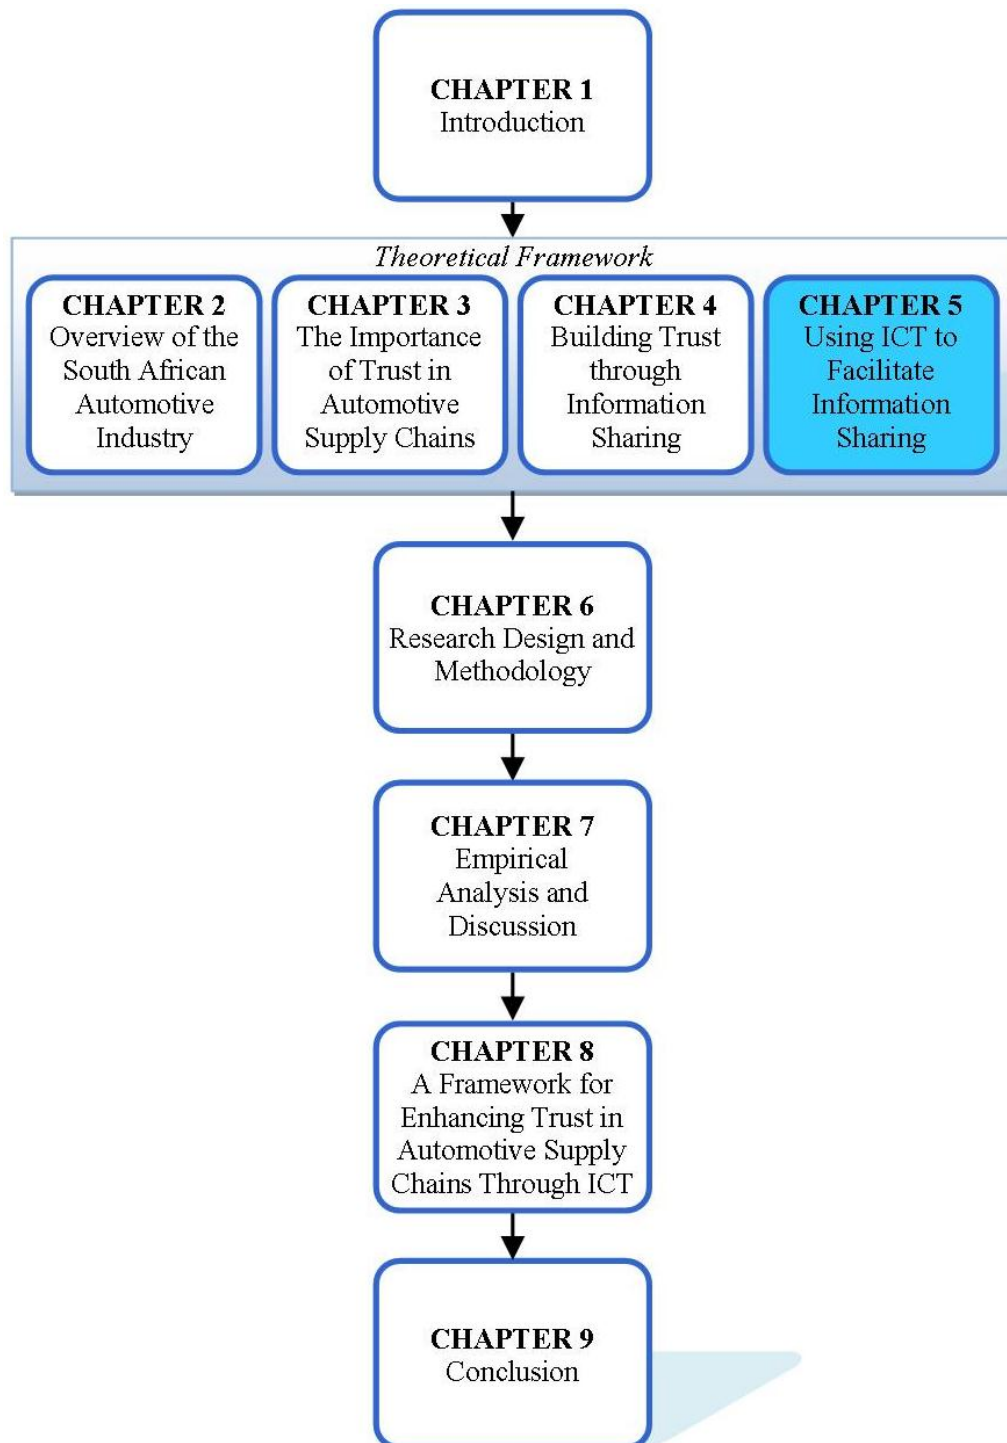 CHAPTER 1
Introduction
Theoretical Framework
CHAPTER 2
Overview of the
South African
Automotive
Industry
CHAPTER 3
The Importance
of Trust in
Automotive
Supply Chains
CHAPTER 4
Building Trust
through
Information
Sharing
CHAPTER 5
Using ICT to
Facilitate
Information
Sharing
CHAPTER 6
Research Design and
Methodology
CHAPTER 7
Empirical
Analysis and
Discussion
CHAPTER 8
A Framework for
Enhancing Trust in
Automotive Supply
Chains Through ICT
CHAPTER 9
Conclusion